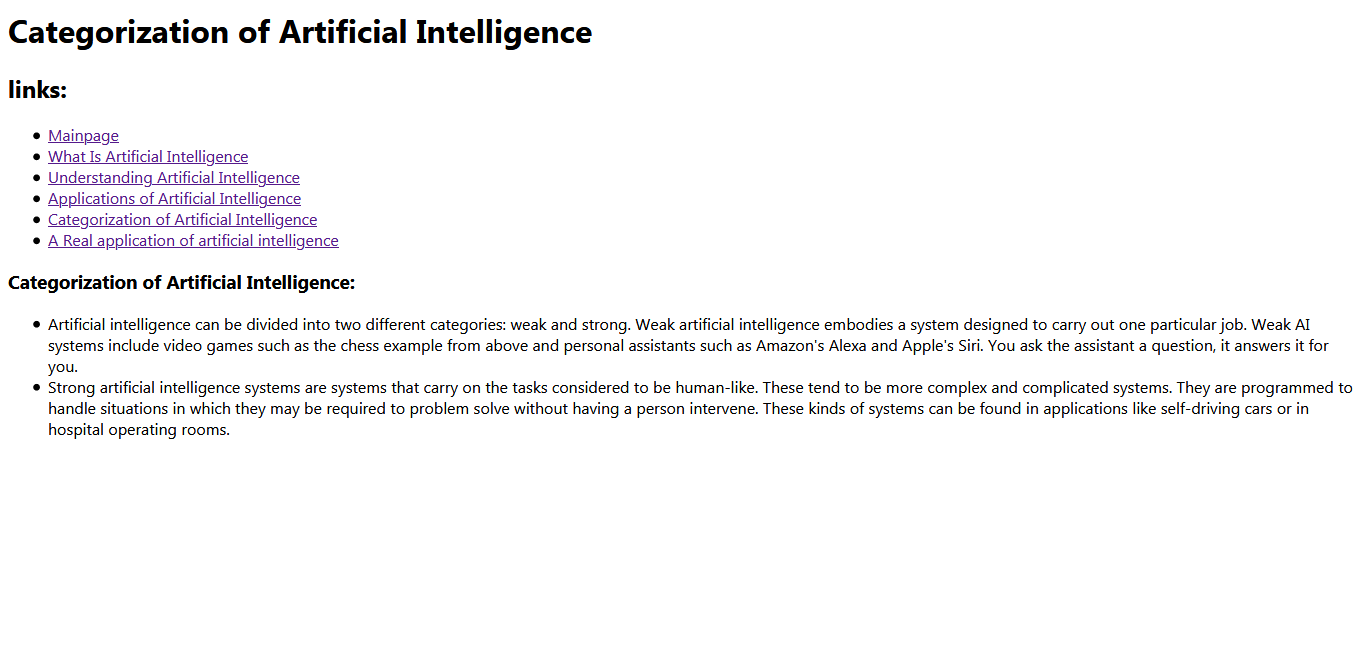 Categorization of Artificial Intelligence
links:
Mainpage
What Is Artificial Intelligence
Understanding Artificial Intelligence
Applications of Artificial Intelligence
Categorization of Artificial Intelligence
A Real application of artificial intelligence
Categorization of Artificial Intelligence:
Artificial intelligence can be divided into two different categories: weak and strong. Weak artificial intelligence embodies a system designed to carry out one particular job. Weak AI
systems include video games such as the chess example from above and personal assistants such as Amazon's Alexa and Apple's Siri. You ask the assistant a question, it answers it for
you.
Strong artificial intelligence systems are systems that carry on the tasks considered to be human-like. These tend to be more complex and complicated systems. They are programmed to
handle situations in which they may be required to problem solve without having a person intervene. These kinds of systems can be found in applications like self-driving cars or in
hospital operating rooms.